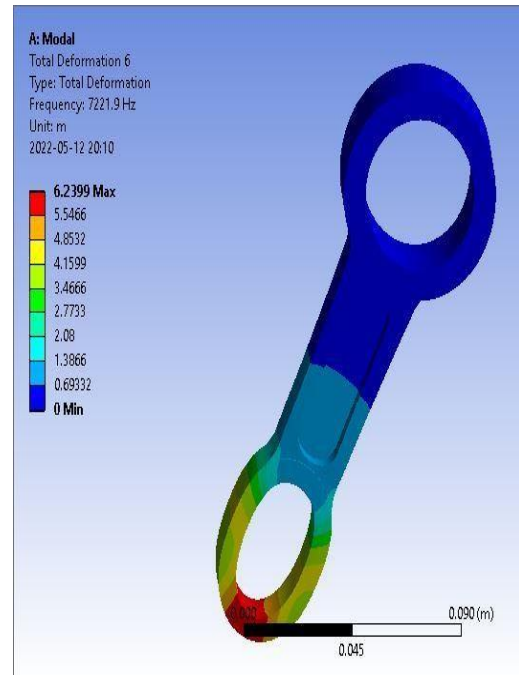 A: Modal
Total Deformation 6
Type: Total Deformation
Frequency: 7221.9 Hz
Unit: m
2022-05-12 20:10
6.2399 Max
5.5466
4.8532
4.1599
3.4666
2.7733
2.08
1.3866
0.69332
0 Min
0.000
0.090 (m)
0.045